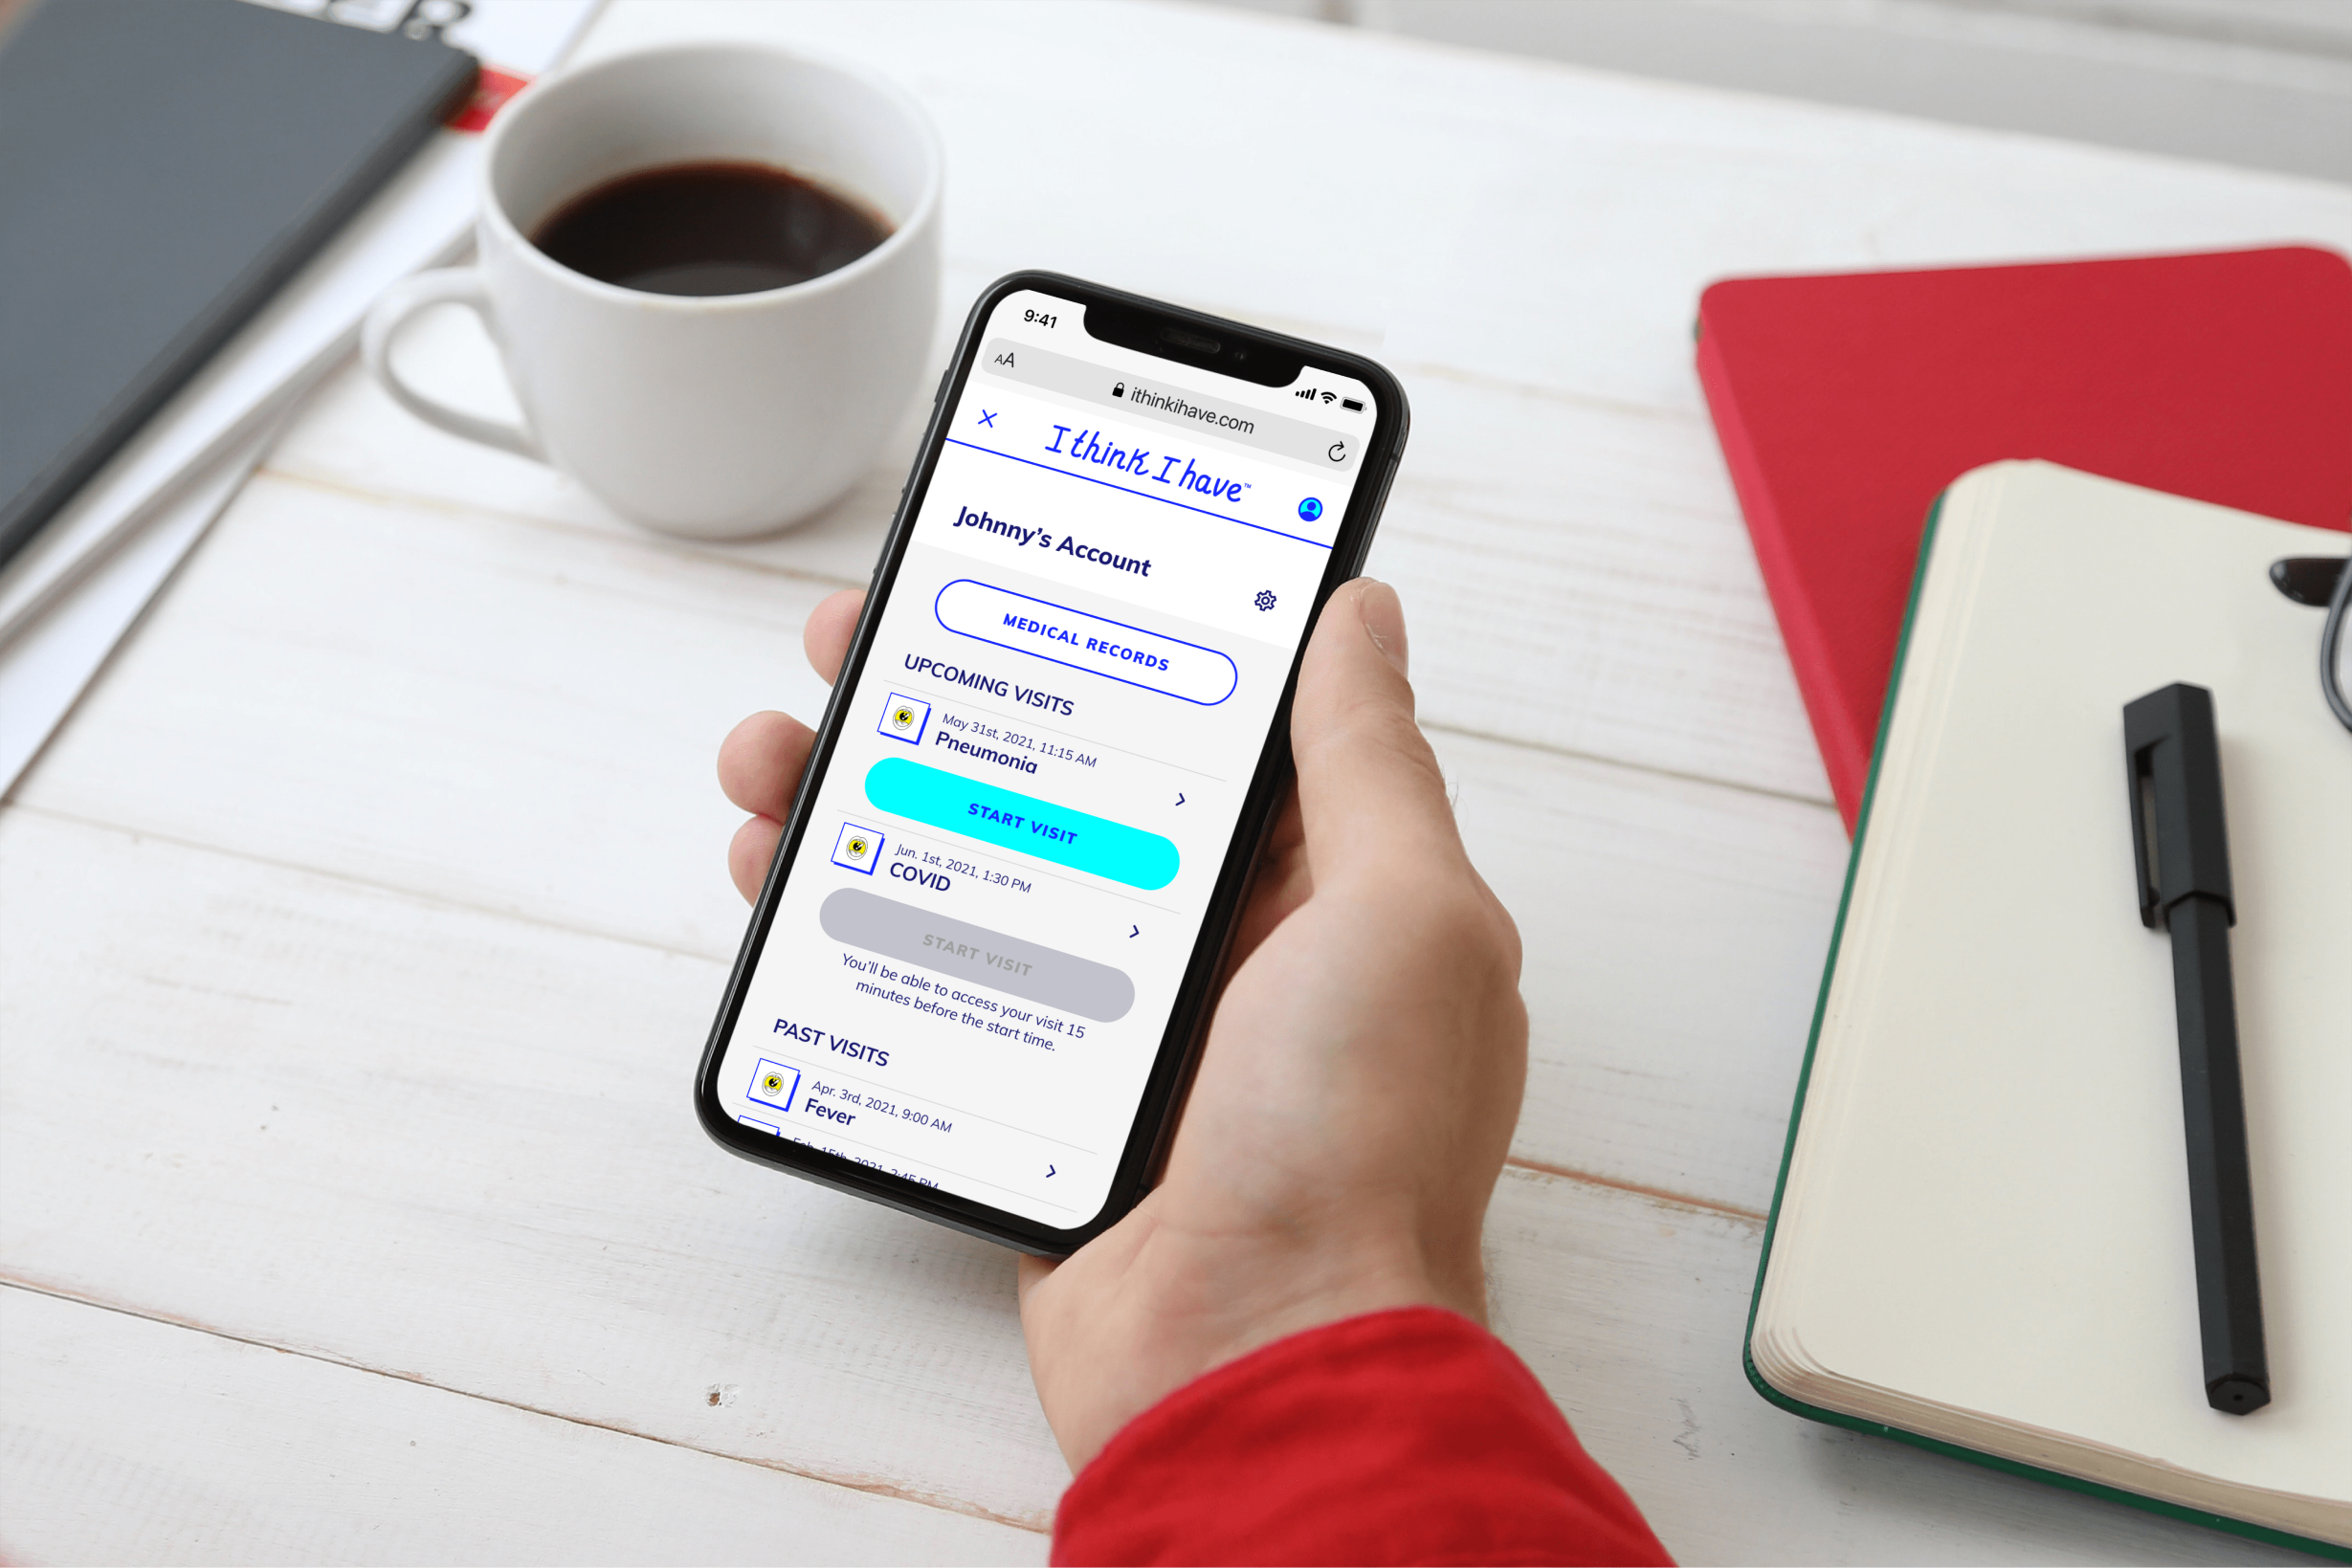 9:41
AA
ithinkihave.com
I think I have™
Johnny's Account
MEDICAL RECORDS
UPCOMING VISITS
May 31st, 2021, 11:15 AM
Pneumonia
START VISIT
Jun. 1st, 2021, 1:30 PM
COVID
START VISIT
You'll be able to access your visit 15
minutes before the start time.
PAST VISITS
Apr. 3rd, 2021, 9:00 AM
Fever
Feb. 15th, 2021, 2:45 PM